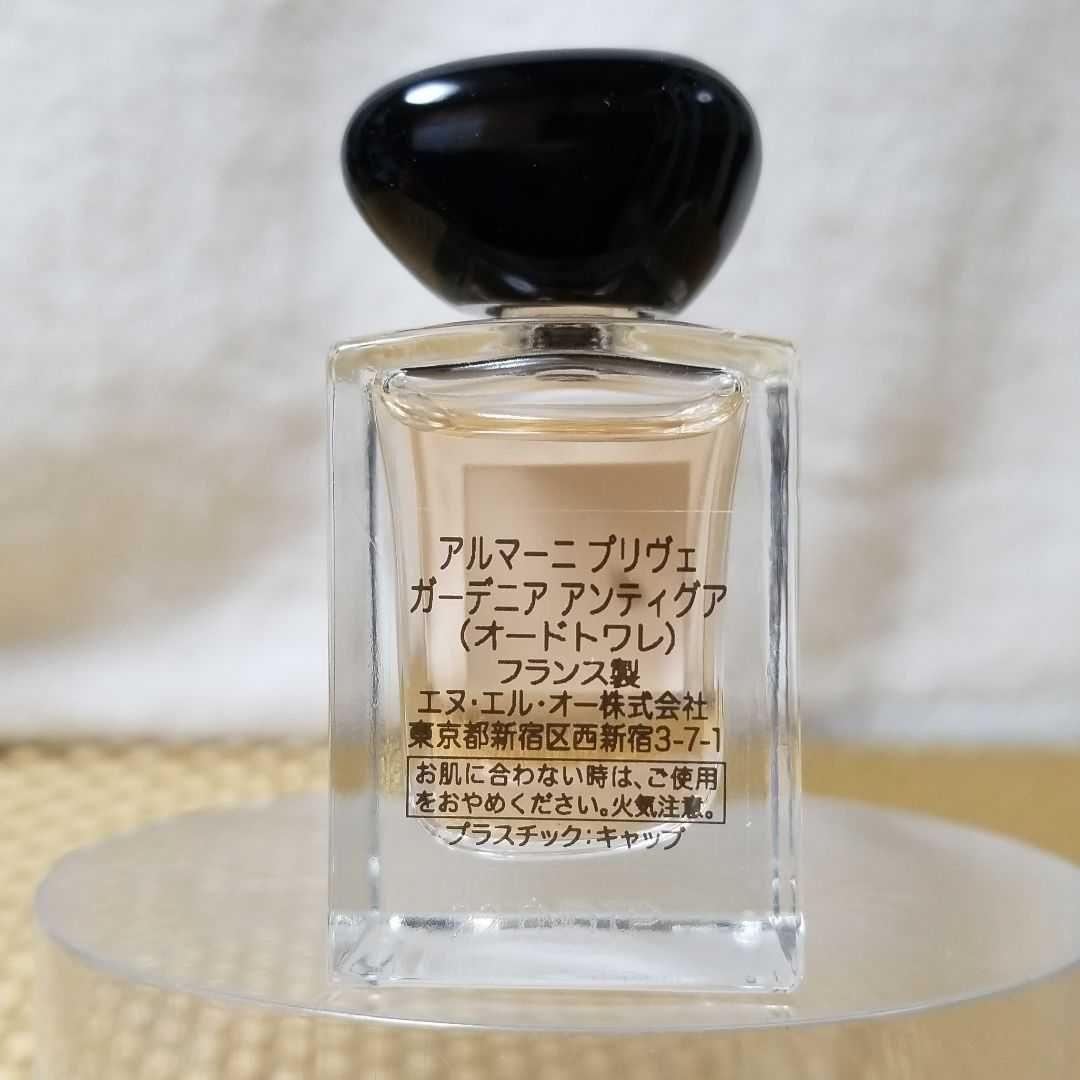 アルマーニ プリヴェ
ガーデニア アンティグア
(オードトワレ)
フランス製
エヌ・エル・オー株式会社
東京都新宿区西新宿3-7-1
お肌に合わない時は、ご使用
をおやめください。火気注意。
プラスチック:キャップ